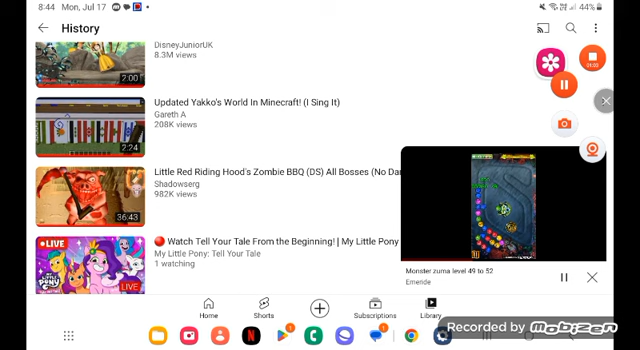 8:44 Mon, Jul 17
44%
History
DisneyJuniorUK
8.3M views
2:00
Updated Yakko's World In Minecraft! (I Sing It)
Gareth A
208K views
2:24
Little Red Riding Hood's Zombie BBQ (DS) All Bosses (No Dam
Shadowserg
982K views
36:43
LIVE
Watch Tell Your Tale From the Beginning! | My Little Pony
My Little Pony: Tell Your Tale
1 watching
LIVE
Monster zuma level 49 to 52
Emende
Home
Shorts
Subscriptions
Library
Recorded by Mobizen